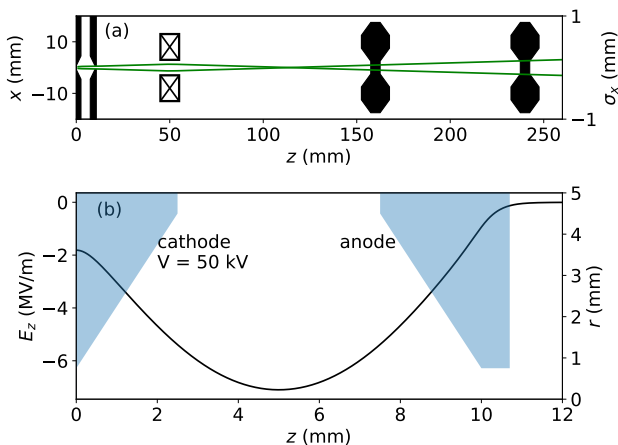 (a)
10
−10
x (mm)
1
−1
σx (mm)
0
50
100
150
200
250
z (mm)
(b)
cathode
V = 50 kV
anode
0
−2
−4
−6
Ez (MV/m)
5
4
3
2
1
0
r (mm)
0
2
4
6
8
10
12
z (mm)